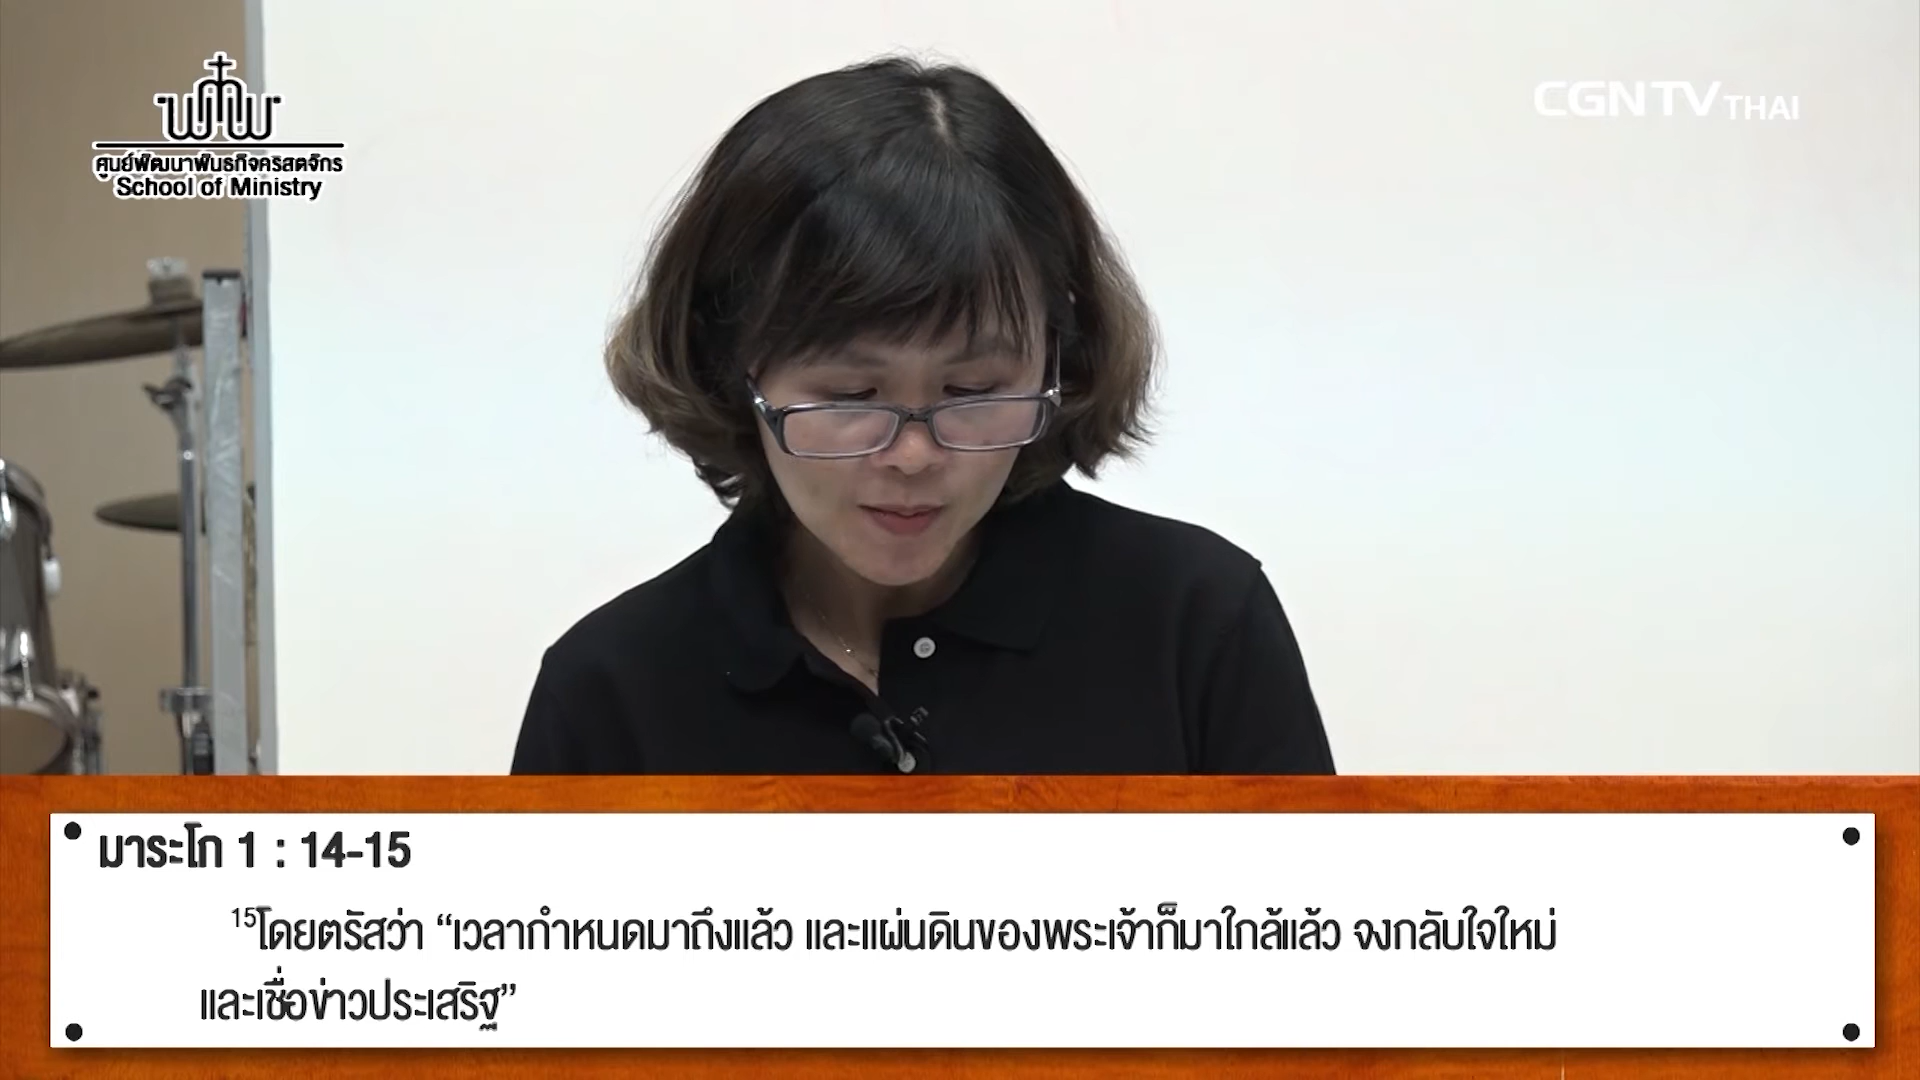 ศูนย์พัฒนาพันธกิจคริสตจักร
School of Ministry
CGNTV THAI
มาระโก 1 : 14-15
15โดยตรัสว่า “เวลากำหนดมาถึงแล้ว และแผ่นดินของพระเจ้าก็มาใกล้แล้ว จงกลับใจใหม่
และเชื่อข่าวประเสริฐ”